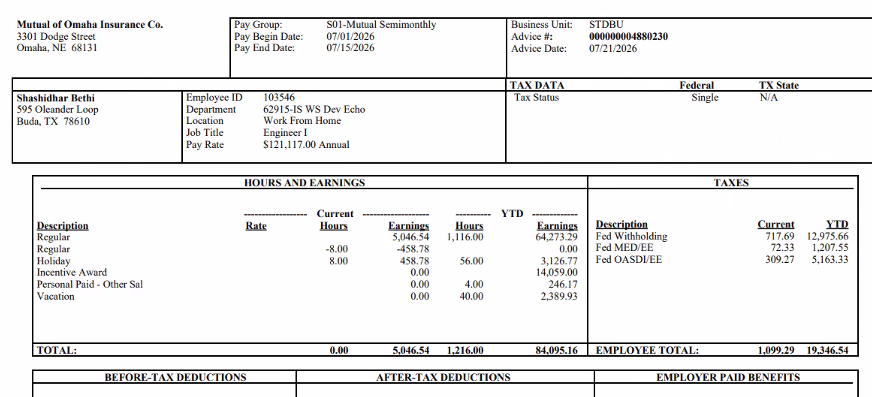 Mutual of Omaha Insurance Co.
3301 Dodge Street
Omaha, NE 68131
Pay Group: S01-Mutual Semimonthly
Pay Begin Date: 07/01/2026
Pay End Date: 07/15/2026
Business Unit: STDBU
Advice #: 000000004880230
Advice Date: 07/21/2026
Shashidhar Bethi
595 Oleander Loop
Buda, TX 78610
Employee ID 103546
Department 62915-IS WS Dev Echo
Location Work From Home
Job Title Engineer I
Pay Rate $121,117.00 Annual
TAX DATA Federal TX State
Tax Status Single N/A
HOURS AND EARNINGS
------------------ Current ------------------ ---------- YTD ------------
Description Rate Hours Earnings Hours Earnings
Regular 5,046.54 1,116.00 64,273.29
Regular -8.00 -458.78 0.00
Holiday 8.00 458.78 56.00 3,126.77
Incentive Award 0.00 14,059.00
Personal Paid - Other Sal 0.00 4.00 246.17
Vacation 0.00 40.00 2,389.93
TOTAL: 0.00 5,046.54 1,216.00 84,095.16
TAXES
Description Current YTD
Fed Withholding 717.69 12,975.66
Fed MED/EE 72.33 1,207.55
Fed OASDI/EE 309.27 5,163.33
EMPLOYEE TOTAL: 1,099.29 19,346.54
BEFORE-TAX DEDUCTIONS AFTER-TAX DEDUCTIONS EMPLOYER PAID BENEFITS